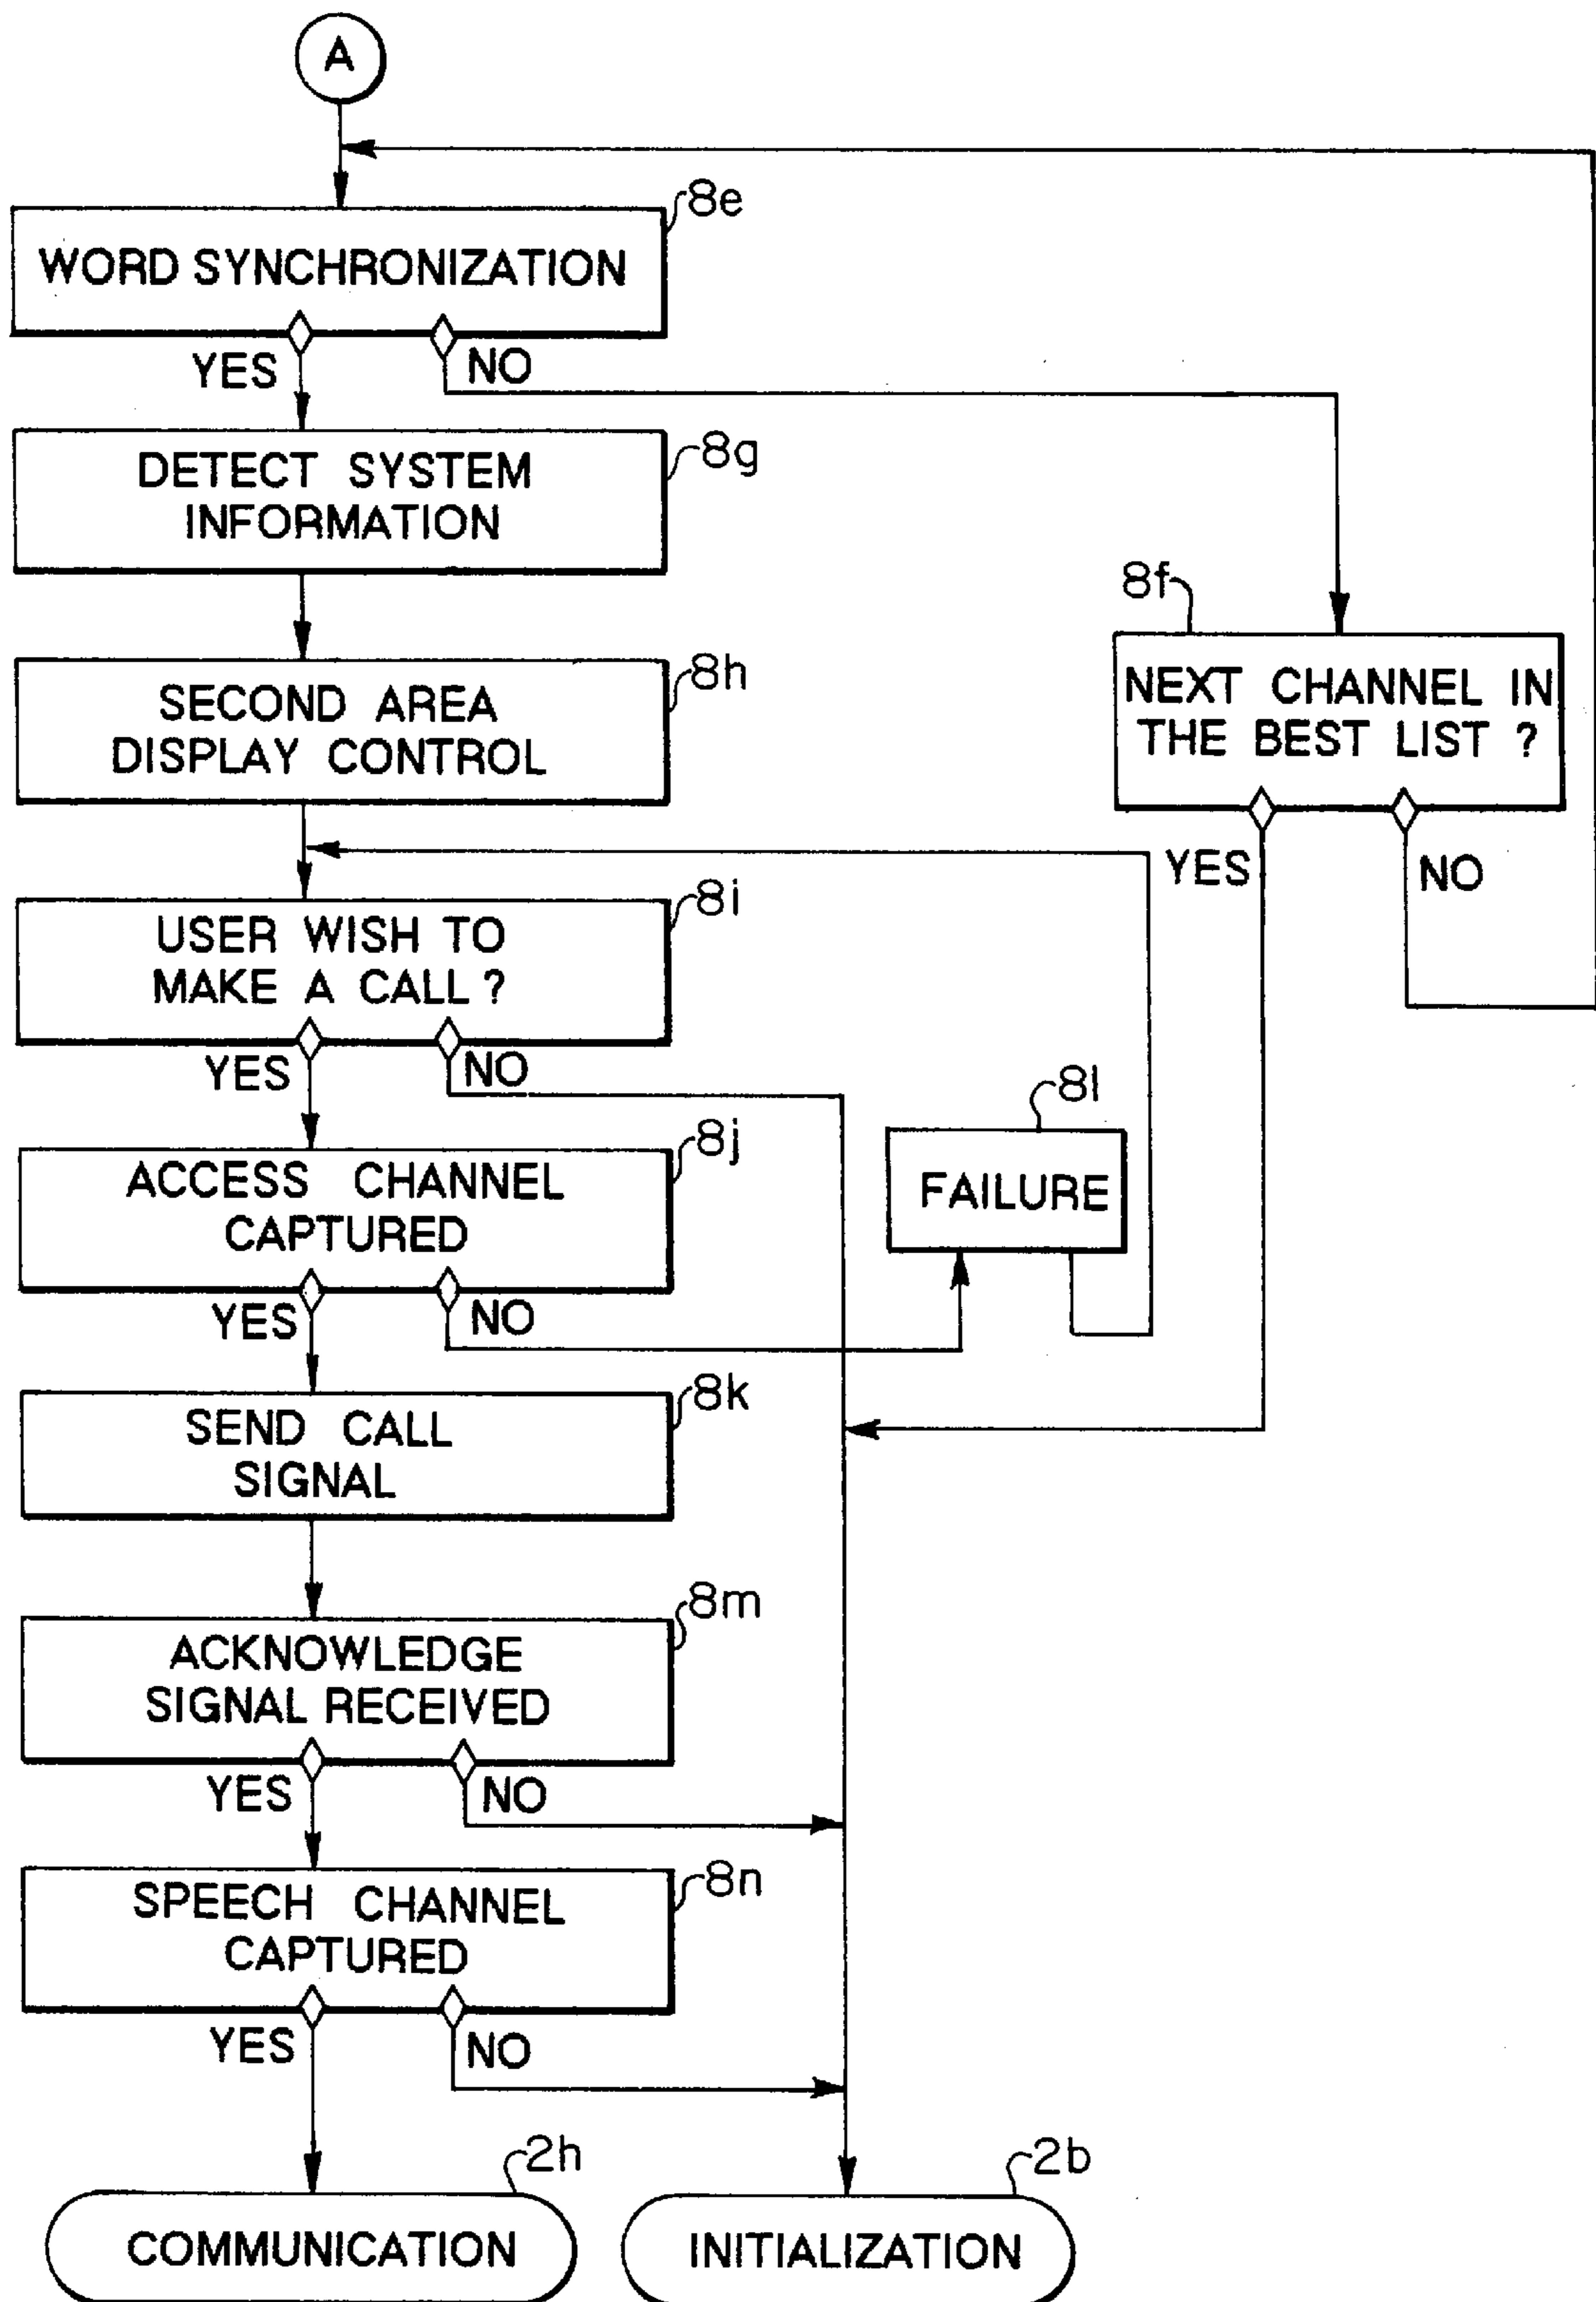 A
8e
WORD SYNCHRONIZATION
YES
NO
8g
DETECT SYSTEM
INFORMATION
8f
NEXT CHANNEL IN
THE BEST LIST ?
YES
NO
8h
SECOND AREA
DISPLAY CONTROL
8i
USER WISH TO
MAKE A CALL ?
YES
NO
8j
ACCESS CHANNEL
CAPTURED
YES
NO
8l
FAILURE
8k
SEND CALL
SIGNAL
8m
ACKNOWLEDGE
SIGNAL RECEIVED
YES
NO
8n
SPEECH CHANNEL
CAPTURED
YES
NO
2h
COMMUNICATION
2b
INITIALIZATION